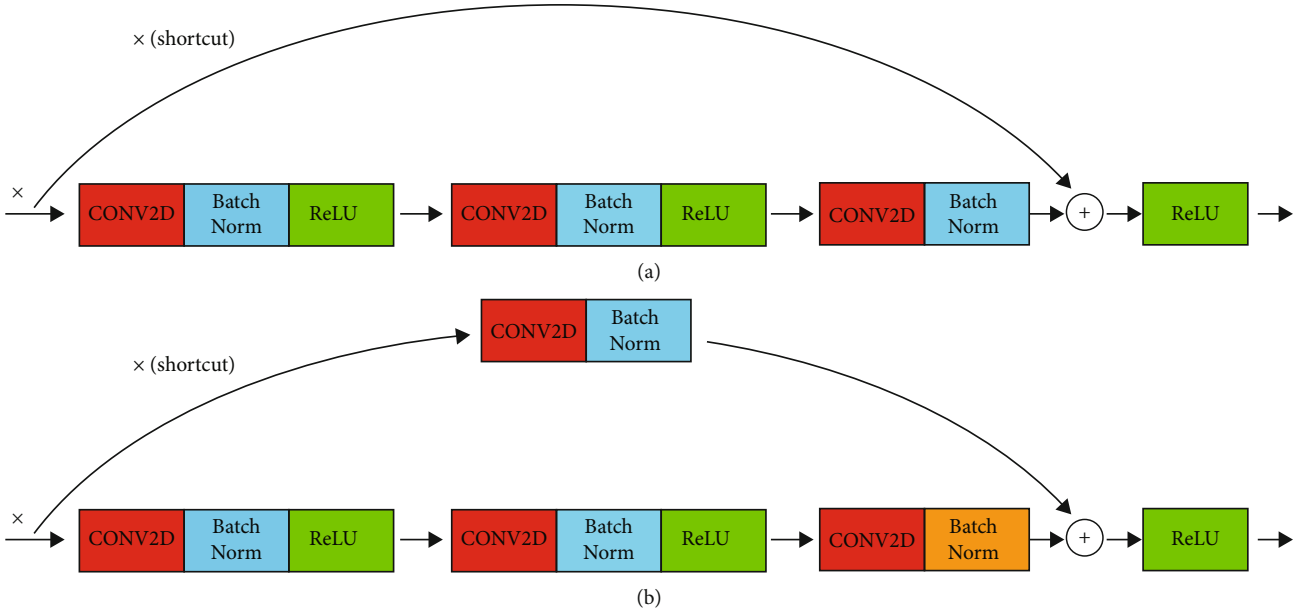 × (shortcut)
×
CONV2D
Batch
Norm
ReLU
CONV2D
Batch
Norm
ReLU
CONV2D
Batch
Norm
+
ReLU
(a)
CONV2D
Batch
Norm
× (shortcut)
×
CONV2D
Batch
Norm
ReLU
CONV2D
Batch
Norm
ReLU
CONV2D
Batch
Norm
+
ReLU
(b)